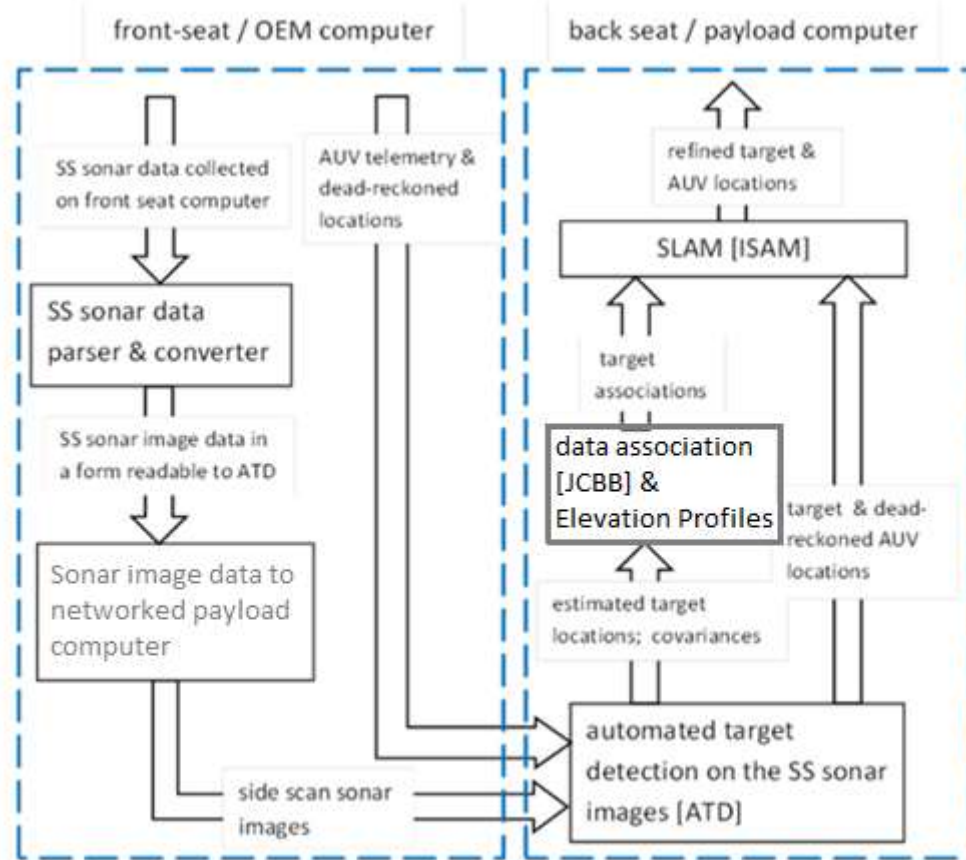 front-seat / OEM computer
back seat / payload computer
SS sonar data collected
on front seat computer
AUV telemetry &
dead-reckoned
locations
SS sonar data
parser & converter
SS sonar image data in
a form readable to ATD
Sonar image data to
networked payload
computer
side scan sonar
images
refined target &
AUV locations
SLAM [ISAM]
target
associations
data association
[JCBB] &
Elevation Profiles
target & dead-
reckoned AUV
locations
estimated target
locations; covariances
automated target
detection on the SS sonar
images [ATD]